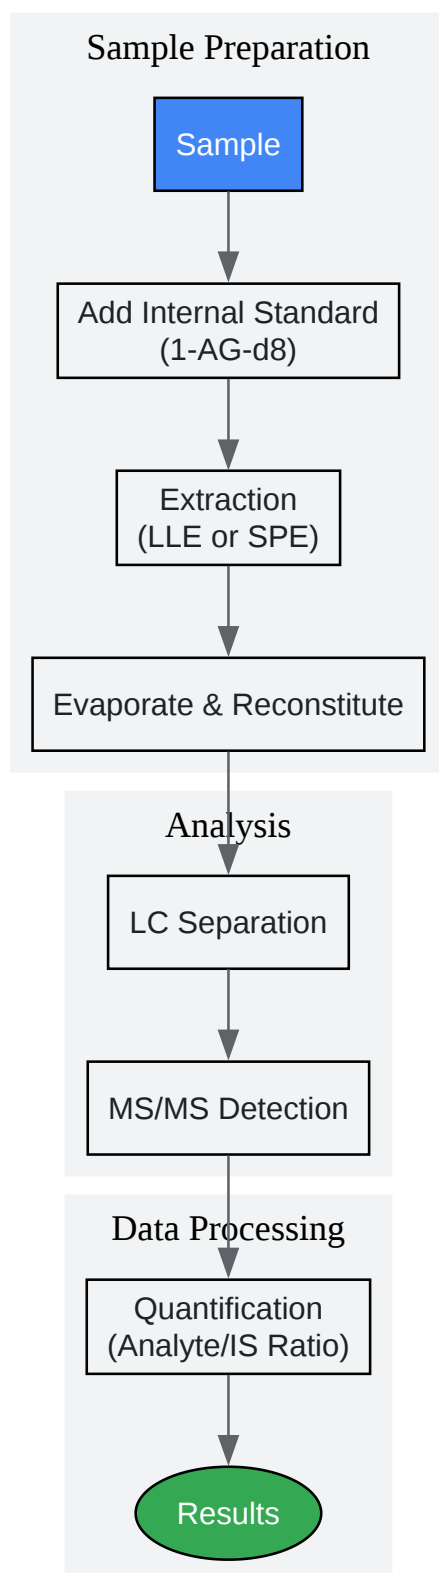 Sample Preparation
Sample
Add Internal Standard
(1-AG-d8)
Extraction
(LLE or SPE)
Evaporate & Reconstitute
Analysis
LC Separation
MS/MS Detection
Data Processing
Quantification
(Analyte/IS Ratio)
Results